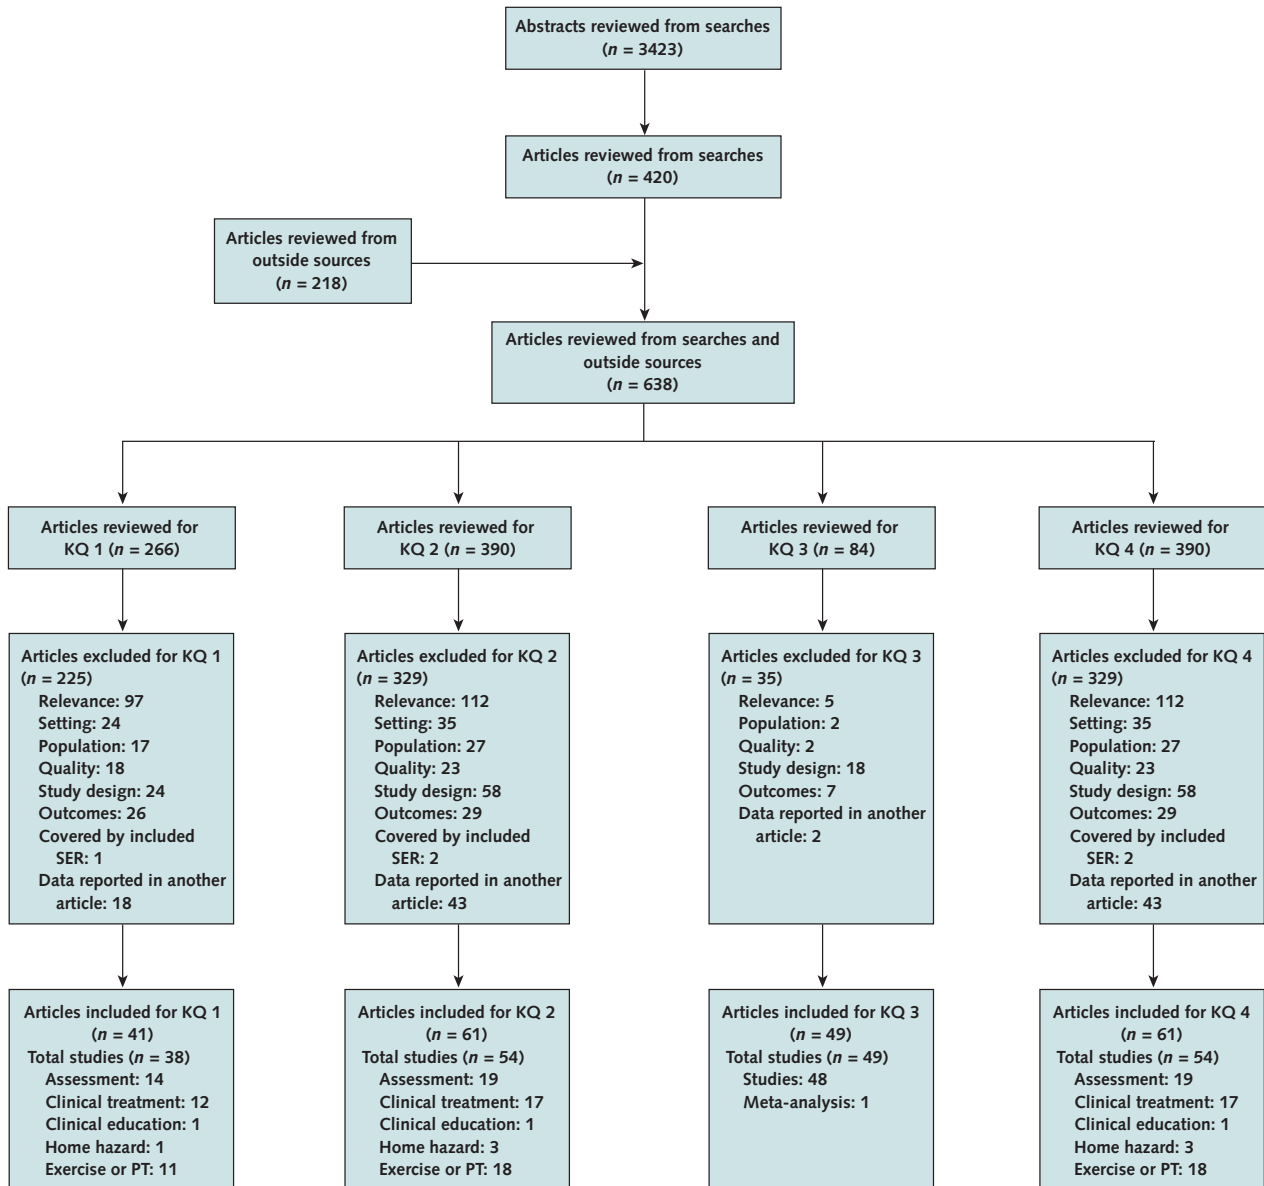 Abstracts reviewed from searches
(n = 3423)
Articles reviewed from searches
(n = 420)
Articles reviewed from
outside sources
(n = 218)
Articles reviewed from searches and
outside sources
(n = 638)
Articles reviewed for
KQ 1 (n = 266)
Articles reviewed for
KQ 2 (n = 390)
Articles reviewed for
KQ 3 (n = 84)
Articles reviewed for
KQ 4 (n = 390)
Articles excluded for KQ 1
(n = 225)
Relevance: 97
Setting: 24
Population: 17
Quality: 18
Study design: 24
Outcomes: 26
Covered by included
SER: 1
Data reported in another
article: 18
Articles excluded for KQ 2
(n = 329)
Relevance: 112
Setting: 35
Population: 27
Quality: 23
Study design: 58
Outcomes: 29
Covered by included
SER: 2
Data reported in another
article: 43
Articles excluded for KQ 3
(n = 35)
Relevance: 5
Population: 2
Quality: 2
Study design: 18
Outcomes: 7
Data reported in another
article: 2
Articles excluded for KQ 4
(n = 329)
Relevance: 112
Setting: 35
Population: 27
Quality: 23
Study design: 58
Outcomes: 29
Covered by included
SER: 2
Data reported in another
article: 43
Articles included for KQ 1
(n = 41)
Total studies (n = 38)
Assessment: 14
Clinical treatment: 12
Clinical education: 1
Home hazard: 1
Exercise or PT: 11
Articles included for KQ 2
(n = 61)
Total studies (n = 54)
Assessment: 19
Clinical treatment: 17
Clinical education: 1
Home hazard: 3
Exercise or PT: 18
Articles included for KQ 3
(n = 49)
Total studies (n = 49)
Studies: 48
Meta-analysis: 1
Articles included for KQ 4
(n = 61)
Total studies (n = 54)
Assessment: 19
Clinical treatment: 17
Clinical education: 1
Home hazard: 3
Exercise or PT: 18